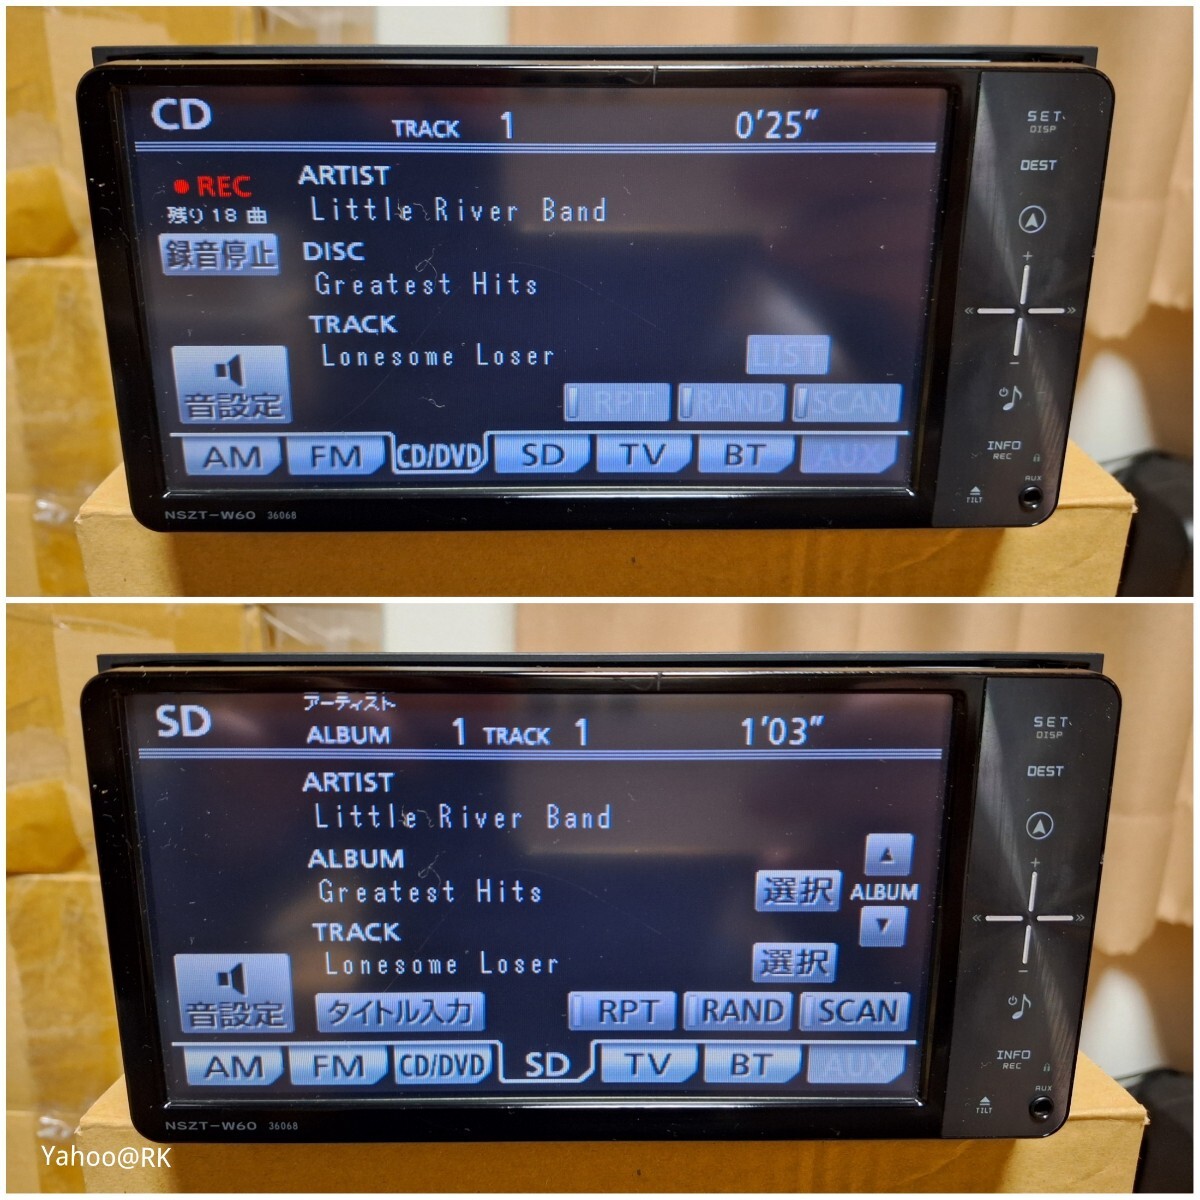 CD TRACK 1 0'25"
● REC
残り18 曲
録音停止
ARTIST
Little River Band
DISC
Greatest Hits
TRACK
Lonesome Loser
LIST
音設定
RPT RAND SCAN
AM FM CD/DVD SD TV BT AUX
NSZT-W60 36068
SET
DISP
DEST
+
-
INFO
REC
AUX
TILT
SD
アーティスト
ALBUM 1 TRACK 1 1'03"
ARTIST
Little River Band
ALBUM
Greatest Hits
選択
ALBUM
TRACK
Lonesome Loser
選択
音設定
タイトル入力
RPT RAND SCAN
AM FM CD/DVD SD TV BT AUX
NSZT-W60 36068
SET
DISP
DEST
+
-
INFO
REC
AUX
TILT
Yahoo@RK